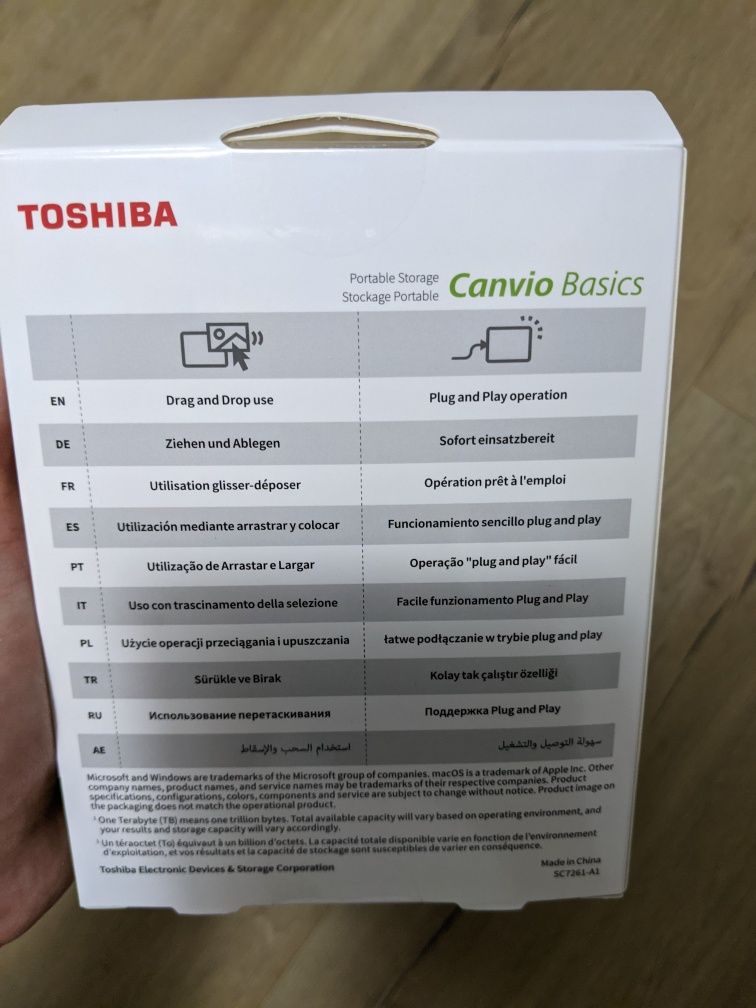 TOSHIBA
Portable Storage
Stockage Portable
Canvio Basics
EN Drag and Drop use Plug and Play operation
DE Ziehen und Ablegen Sofort einsatzbereit
FR Utilisation glisser-déposer Opération prêt à l'emploi
ES Utilización mediante arrastrar y colocar Funcionamiento sencillo plug and play
PT Utilização de Arrastar e Largar Operação "plug and play" fácil
IT Uso con trascinamento della selezione Facile funzionamento Plug and Play
PL Użycie operacji przeciągania i upuszczania łatwe podłączanie w trybie plug and play
TR Sürükle ve Birak Kolay tak çalıştır özelliği
RU Использование перетаскивания Поддержка Plug and Play
AE استخدام السحب والإسقاط سهولة التوصيل والتشغيل
Microsoft and Windows are trademarks of the Microsoft group of companies. macOS is a trademark of Apple Inc. Other
company names, product names, and service names may be trademarks of their respective companies. Product
specifications, configurations, colors, components and service are subject to change without notice. Product image on
the packaging does not match the operational product.
¹ One Terabyte (TB) means one trillion bytes. Total available capacity will vary based on operating environment, and
your results and storage capacity will vary accordingly.
¹ Un téraoctet (To) équivaut à un billion d'octets. La capacité totale disponible varie en fonction de l'environnement
d'exploitation, et vos résultats et la capacité de stockage sont susceptibles de varier en conséquence.
Toshiba Electronic Devices & Storage Corporation
Made in China
SC7261-A1